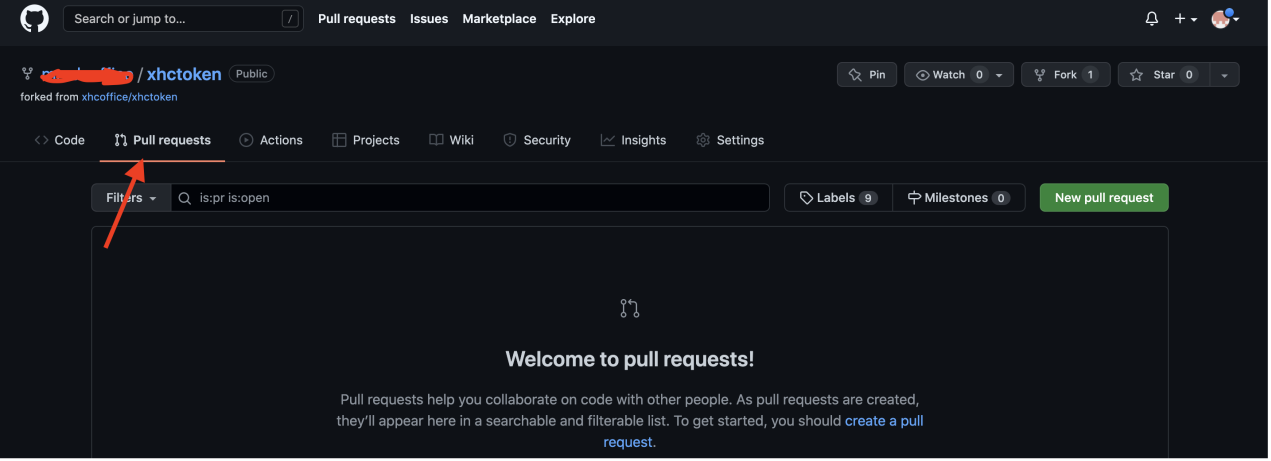 Search or jump to... /
Pull requests Issues Marketplace Explore
/ xhctoken Public
Pin Watch 0 Fork 1 Star 0
forked from xhcoffice/xhctoken
Code Pull requests Actions Projects Wiki Security Insights Settings
Filters is:pr is:open Labels 9 Milestones 0 New pull request
Welcome to pull requests!
Pull requests help you collaborate on code with other people. As pull requests are created,
they’ll appear here in a searchable and filterable list. To get started, you should create a pull
request.